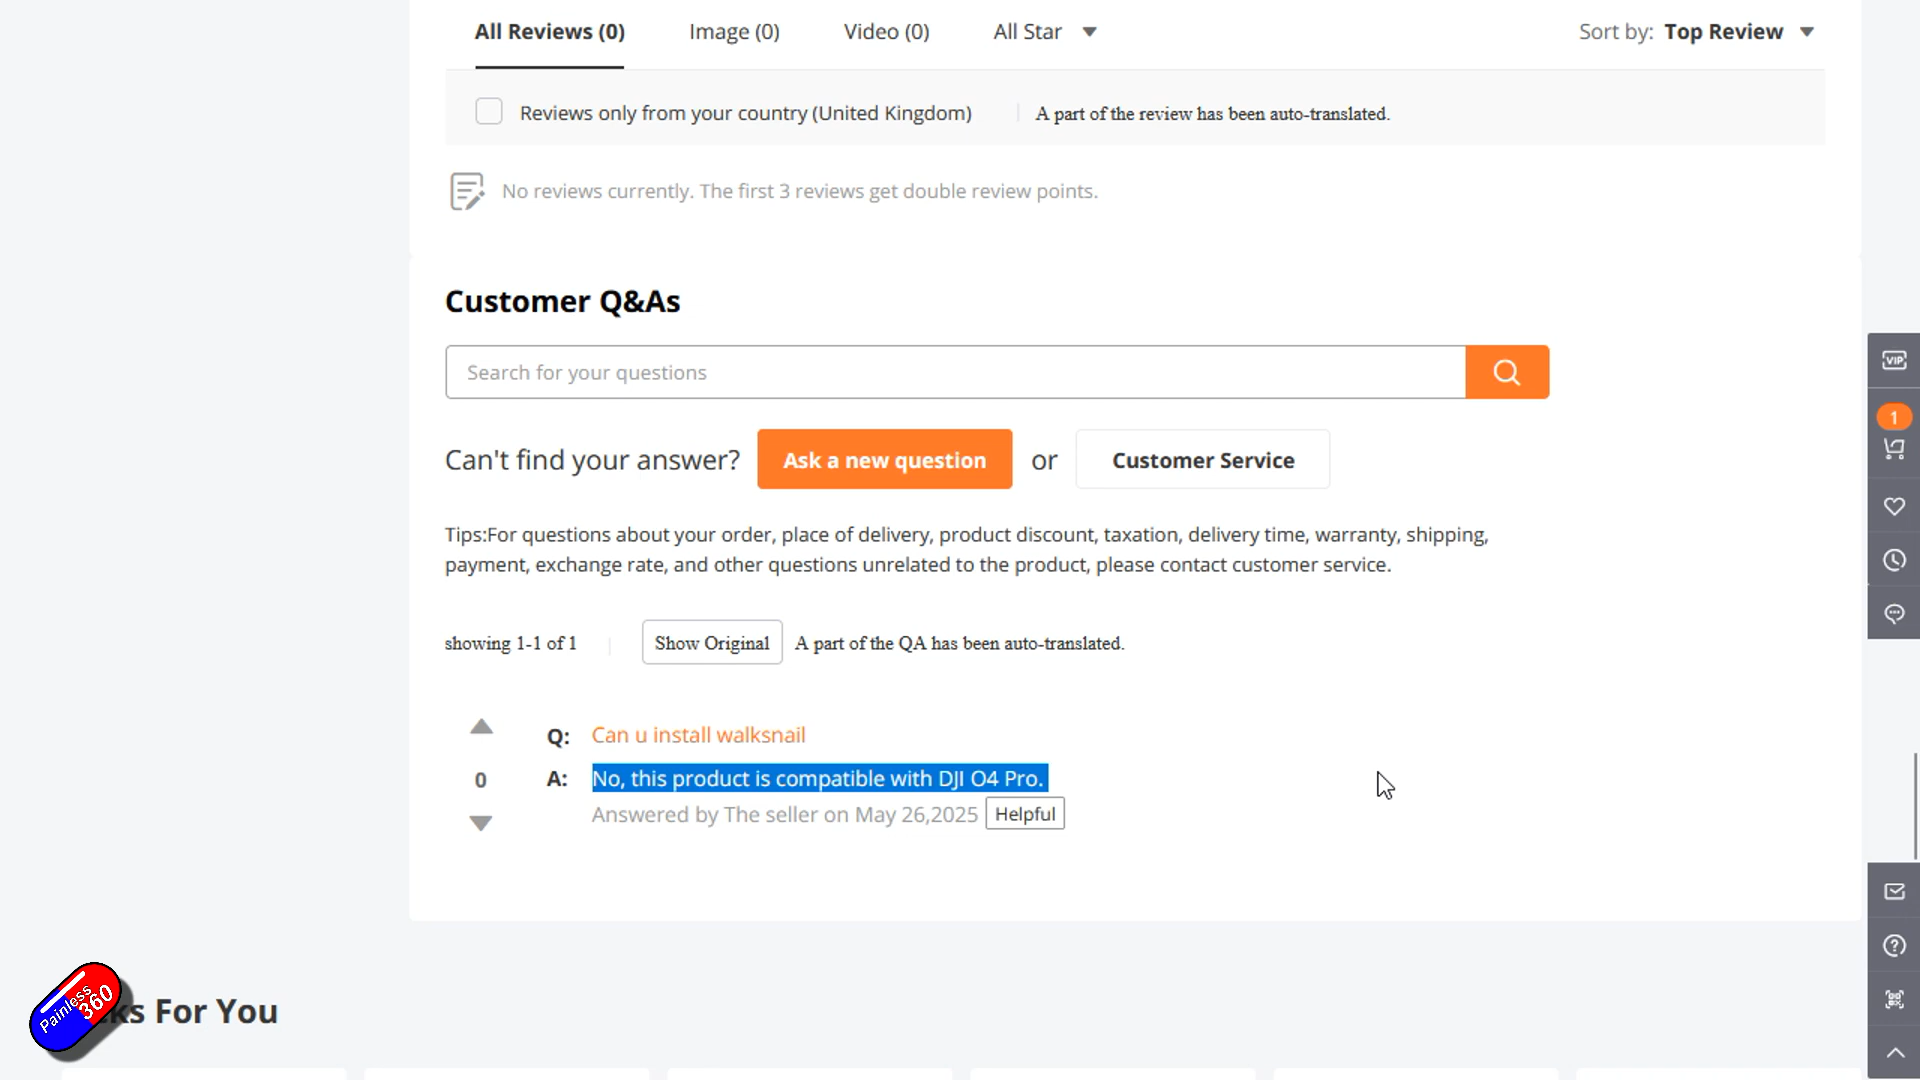 All Reviews (0) Image (0) Video (0) All Star Sort by: Top Review
Reviews only from your country (United Kingdom) A part of the review has been auto-translated.
No reviews currently. The first 3 reviews get double review points.
Customer Q&As
Search for your questions
Can't find your answer? Ask a new question or Customer Service
Tips:For questions about your order, place of delivery, product discount, taxation, delivery time, warranty, shipping,
payment, exchange rate, and other questions unrelated to the product, please contact customer service.
showing 1-1 of 1 Show Original A part of the QA has been auto-translated.
Q: Can u install walksnail
0 A: No, this product is compatible with DJI O4 Pro.
Answered by The seller on May 26,2025 Helpful
For You
Painless
360
VIP
1